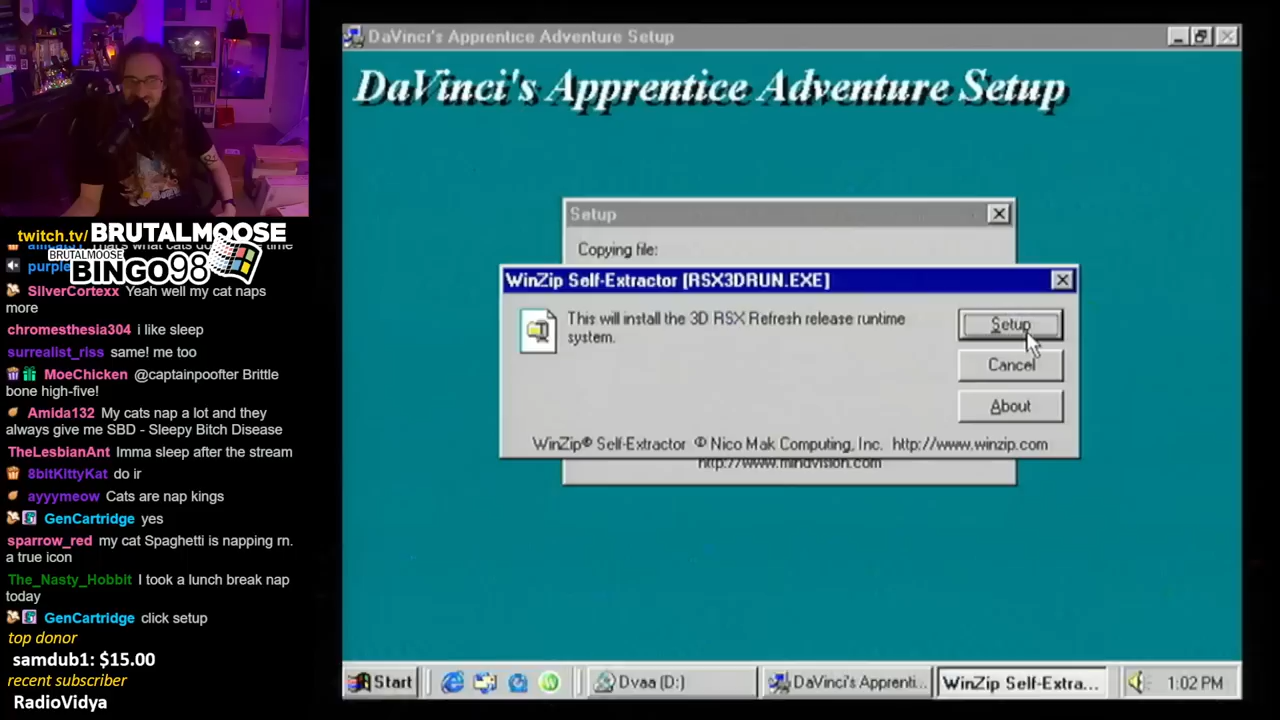 twitch.tv/BRUTALMOOSE
BRUTALMOOSE
BINGO98
purple
SilverCortexx Yeah well my cat naps
more
chromesthesia304 i like sleep
surrealist_riss same! me too
MoeChicken @captainpoofter Brittle
bone high-five!
Amida132 My cats nap a lot and they
always give me SBD - Sleepy Bitch Disease
TheLesbianAnt Imma sleep after the stream
8bitKittyKat do ir
ayyymeow Cats are nap kings
GenCartridge yes
sparrow_red my cat Spaghetti is napping rn.
a true icon
The_Nasty_Hobbit I took a lunch break nap
today
GenCartridge click setup
top donor
samdub1: $15.00
recent subscriber
RadioVidya
DaVinci's Apprentice Adventure Setup
DaVinci's Apprentice Adventure Setup
Setup
Copying file:
WinZip Self-Extractor [RSX3DRUN.EXE]
This will install the 3D RSX Refresh release runtime
system.
Setup
Cancel
About
WinZip® Self-Extractor © Nico Mak Computing, Inc. http://www.winzip.com
http://www.mindvision.com
Start
Dvaa (D:)
DaVinci's Apprenti...
WinZip Self-Extra...
1:02 PM